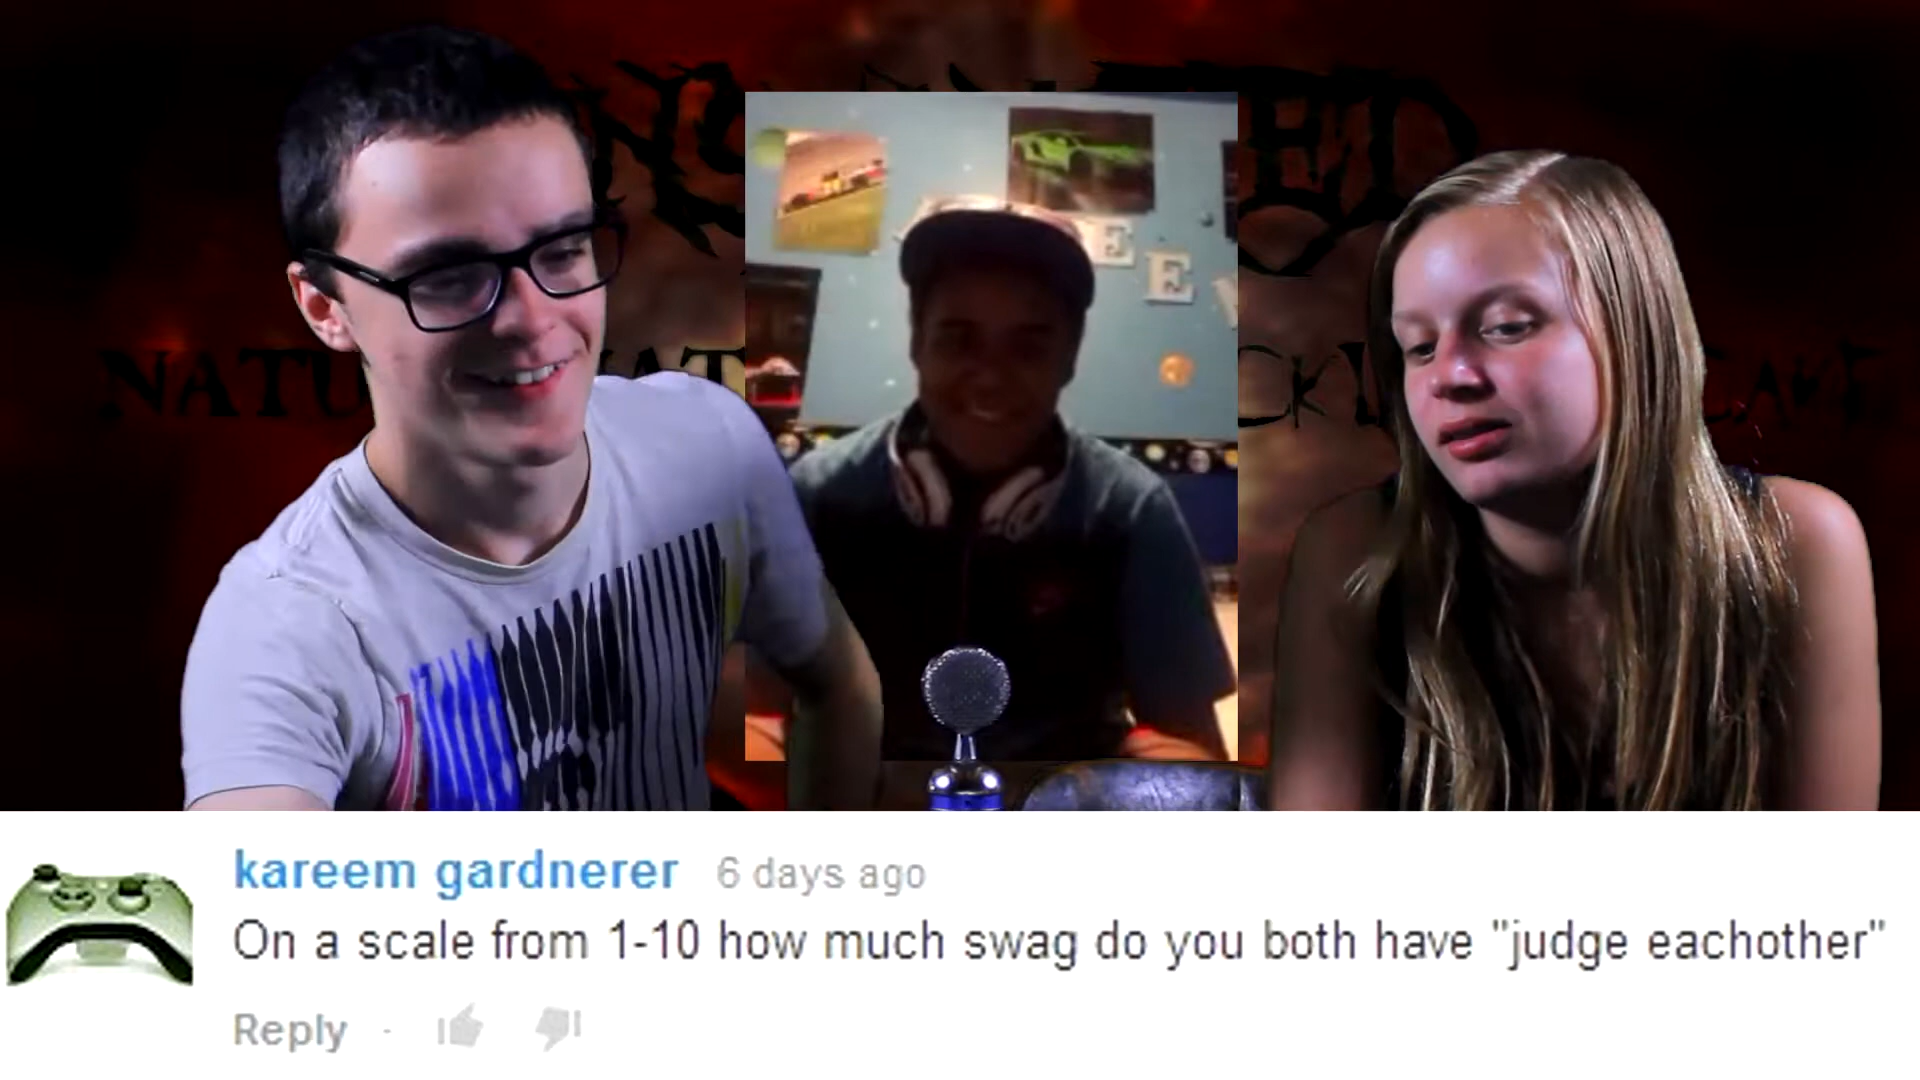 NATU
kareem gardnerer 6 days ago
On a scale from 1-10 how much swag do you both have "judge eachother"
Reply